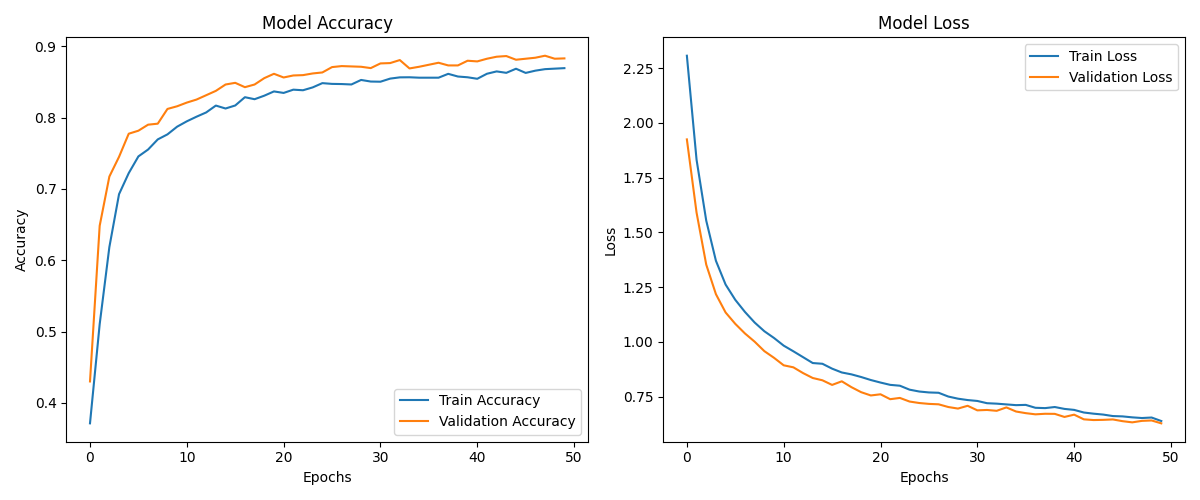 Model Accuracy
Accuracy
0.9
0.8
0.7
0.6
0.5
0.4
0 10 20 30 40 50
Epochs
Train Accuracy
Validation Accuracy
Model Loss
Loss
2.25
2.00
1.75
1.50
1.25
1.00
0.75
0 10 20 30 40 50
Epochs
Train Loss
Validation Loss